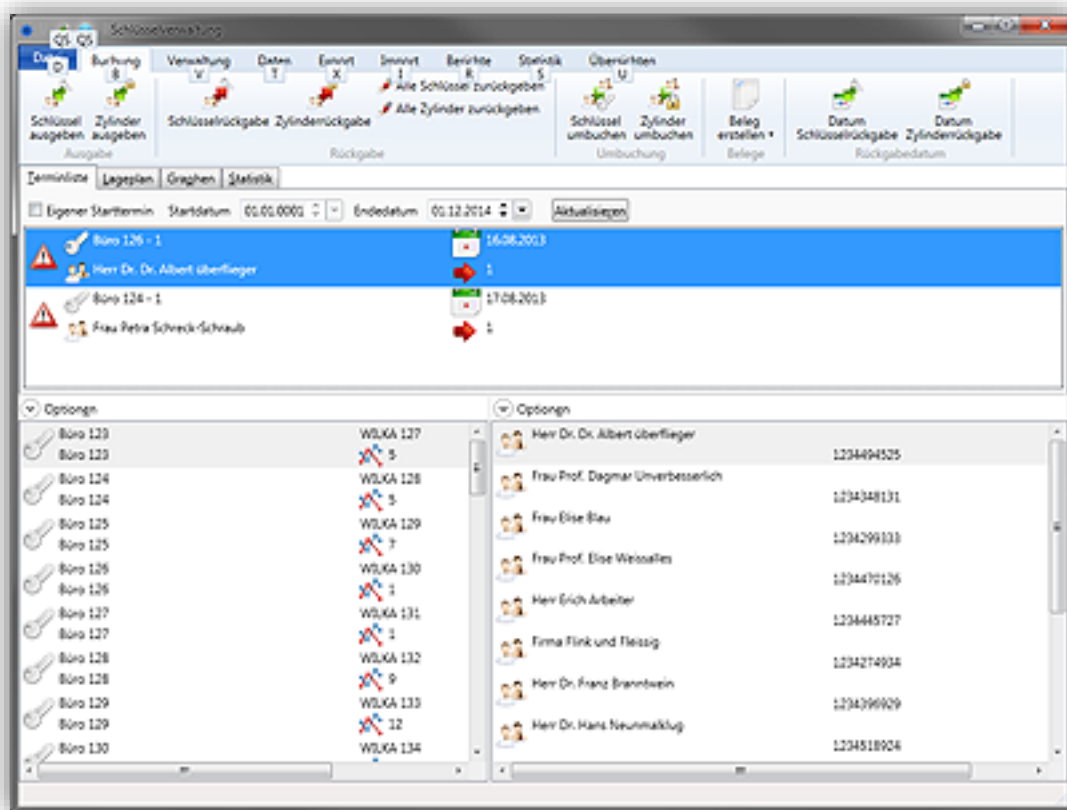 Schlüsselverwaltung
QS QS
Datei Buchung Verwaltung Daten Export Import Berichte Statistik Übersichten
D B V T X I R S U
Alle Schlüssel zurückgeben
Alle Zylinder zurückgeben
Schlüssel ausgeben Zylinder ausgeben Schlüsselrückgabe Zylinderrückgabe Schlüssel umbuchen Zylinder umbuchen Beleg erstellen Datum Schlüsselrückgabe Datum Zylinderrückgabe
Ausgabe Rückgabe Umbuchung Belege Rückgabedatum
Terminliste Lageplan Graphen Statistik
Eigener Starttermin Startdatum 01.01.0001 Endedatum 01.12.2014 Aktualisieren
Büro 126 - 1 16.08.2013
Herr Dr. Dr. Albert überflieger 1
Büro 124 - 1 17.08.2013
Frau Petra Schreck-Schraub 1
Optionen
Büro 123 WILKA 127
Büro 123 5
Büro 124 WILKA 128
Büro 124 5
Büro 125 WILKA 129
Büro 125 7
Büro 126 WILKA 130
Büro 126 1
Büro 127 WILKA 131
Büro 127 1
Büro 128 WILKA 132
Büro 128 9
Büro 129 WILKA 133
Büro 129 12
Büro 130 WILKA 134
Optionen
Herr Dr. Dr. Albert überflieger
1234494525
Frau Prof. Dagmar Unverbesserlich
1234348131
Frau Elise Blau
1234299333
Frau Prof. Elise Weissalles
1234470126
Herr Erich Arbeiter
1234445727
Firma Flink und Fleissig
1234274934
Herr Dr. Franz Branntwein
1234396929
Herr Dr. Hans Neunmalklug
1234518924